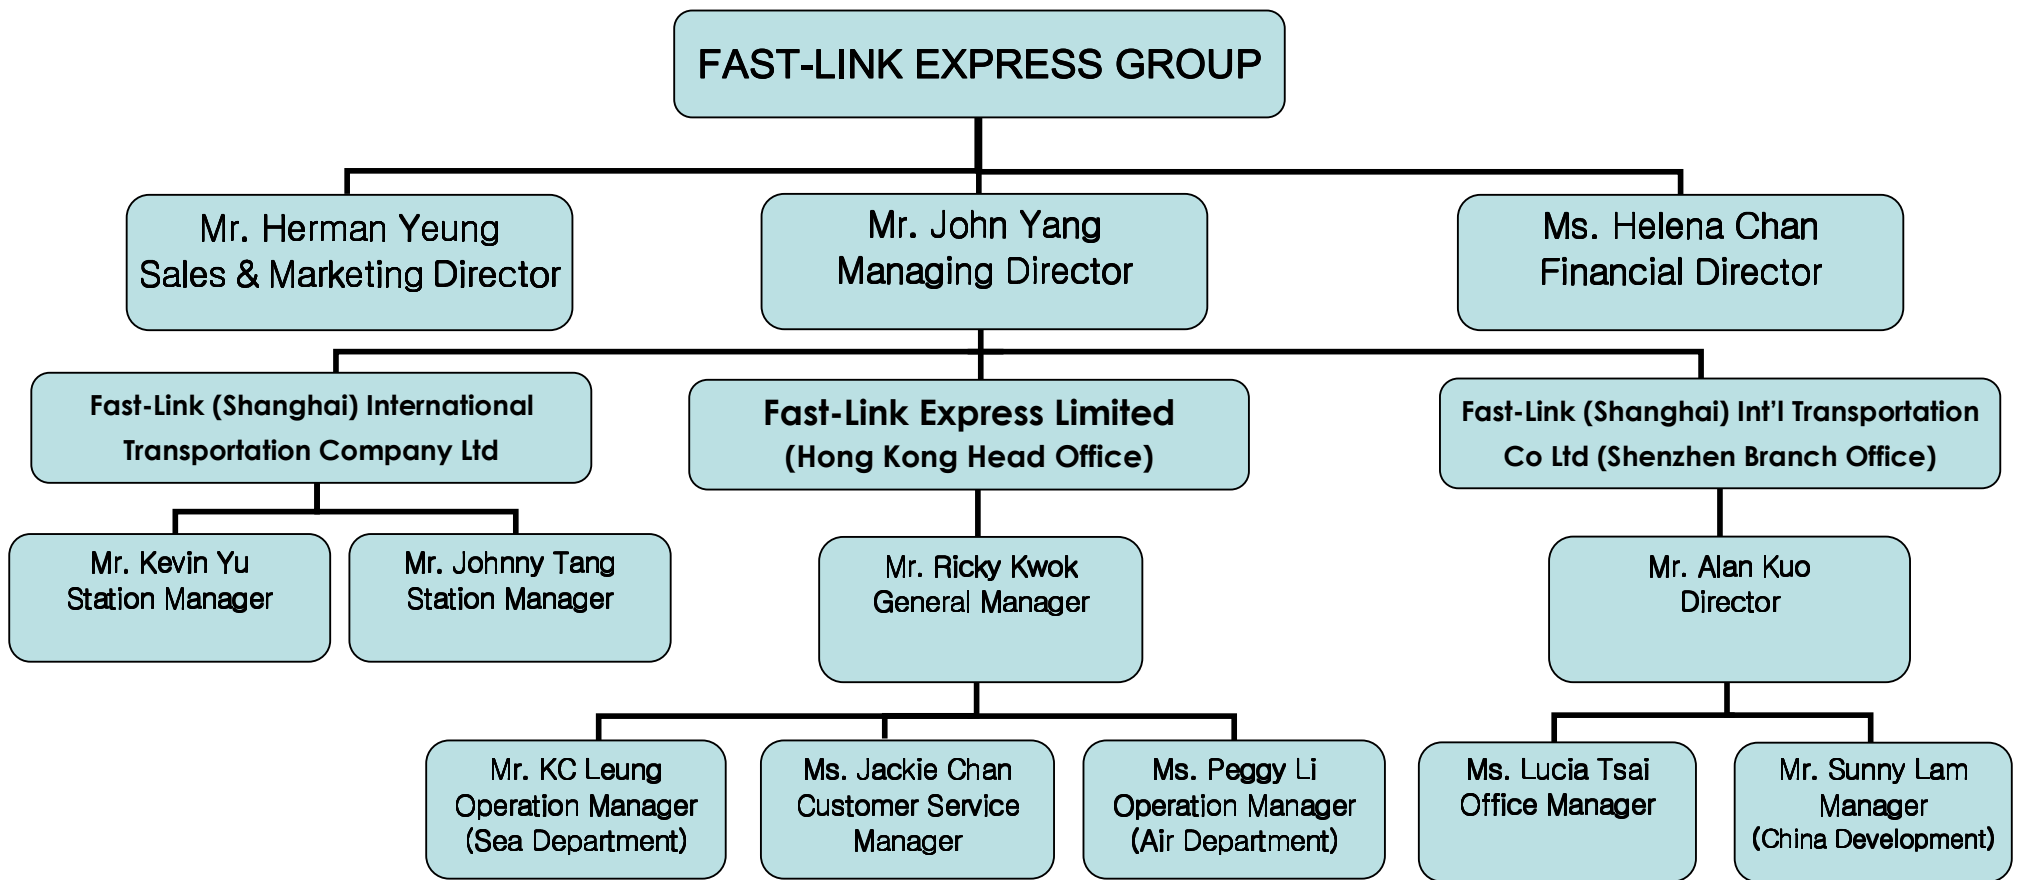 FAST-LINK EXPRESS GROUP
Mr. Herman Yeung
Sales & Marketing Director
Mr. John Yang
Managing Director
Ms. Helena Chan
Financial Director
Fast-Link (Shanghai) International
Transportation Company Ltd
Fast-Link Express Limited
(Hong Kong Head Office)
Fast-Link (Shanghai) Int’l Transportation
Co Ltd (Shenzhen Branch Office)
Mr. Kevin Yu
Station Manager
Mr. Johnny Tang
Station Manager
Mr. Ricky Kwok
General Manager
Mr. Alan Kuo
Director
Mr. KC Leung
Operation Manager
(Sea Department)
Ms. Jackie Chan
Customer Service
Manager
Ms. Peggy Li
Operation Manager
(Air Department)
Ms. Lucia Tsai
Office Manager
Mr. Sunny Lam
Manager
(China Development)